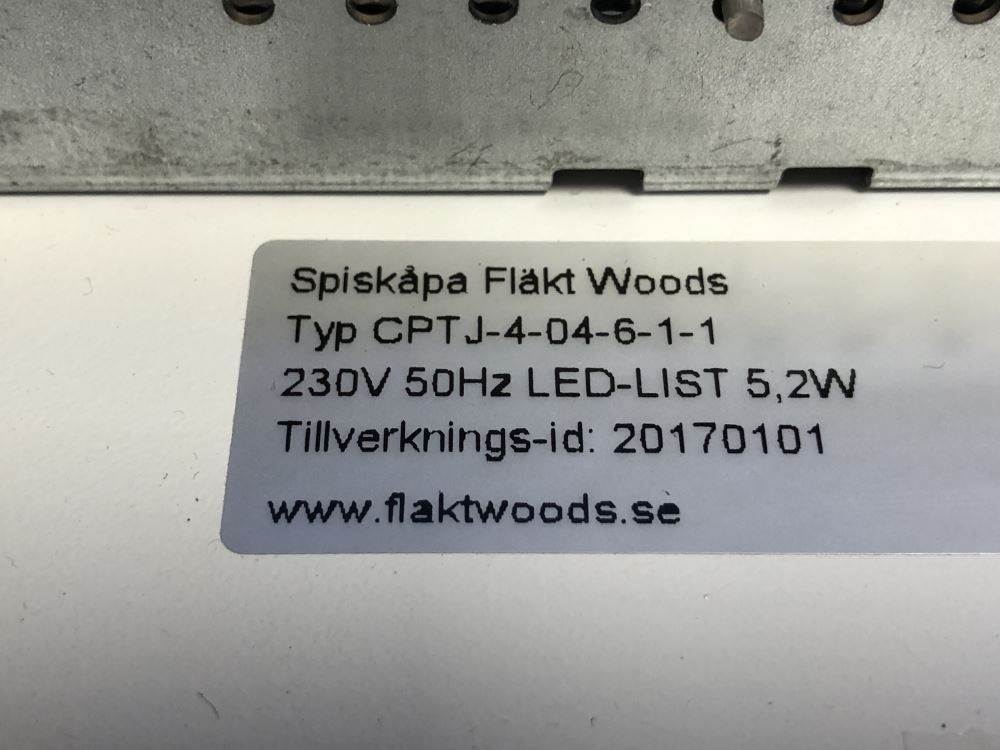 Spiskåpa Fläkt Woods
Typ CPTJ-4-04-6-1-1
230V 50Hz LED-LIST 5,2W
Tillverknings-id: 20170101
www.flaktwoods.se